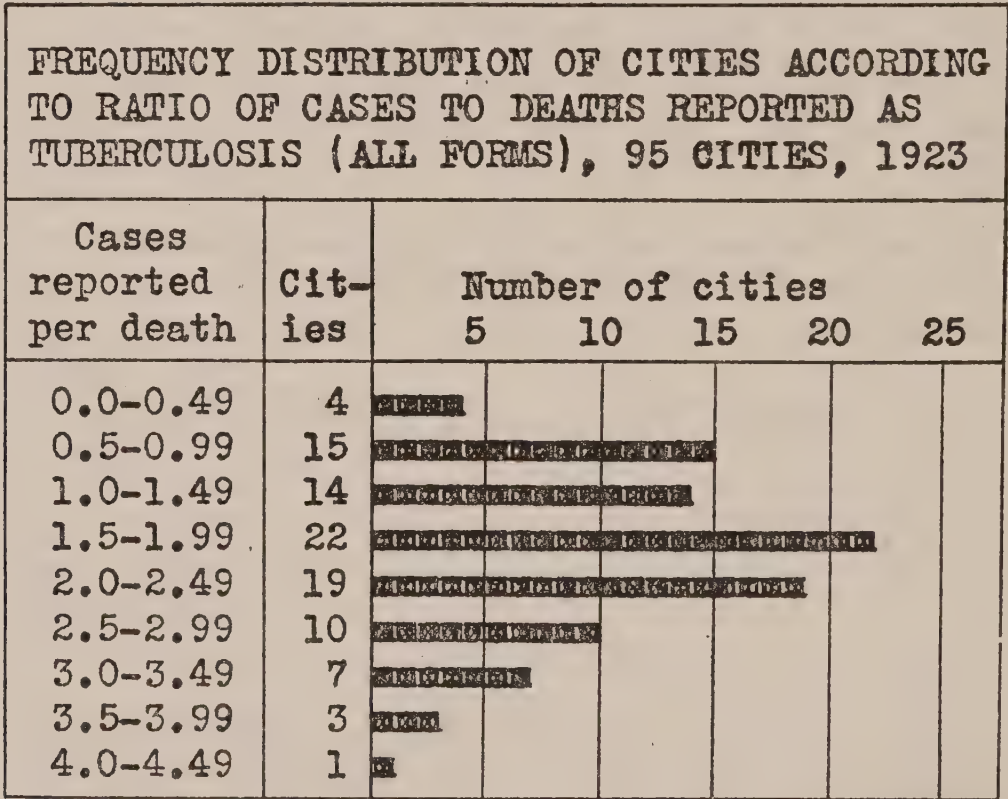 FREQUENCY DISTRIBUTION OF CITIES ACCORDING
TO RATIO OF CASES TO DEATHS REPORTED AS
TUBERCULOSIS (ALL FORMS), 95 CITIES, 1923
Cases
reported
per death
Cit-
ies
Number of cities
5 10 15 20 25
0.0-0.49 4
0.5-0.99 15
1.0-1.49 14
1.5-1.99 22
2.0-2.49 19
2.5-2.99 10
3.0-3.49 7
3.5-3.99 3
4.0-4.49 1